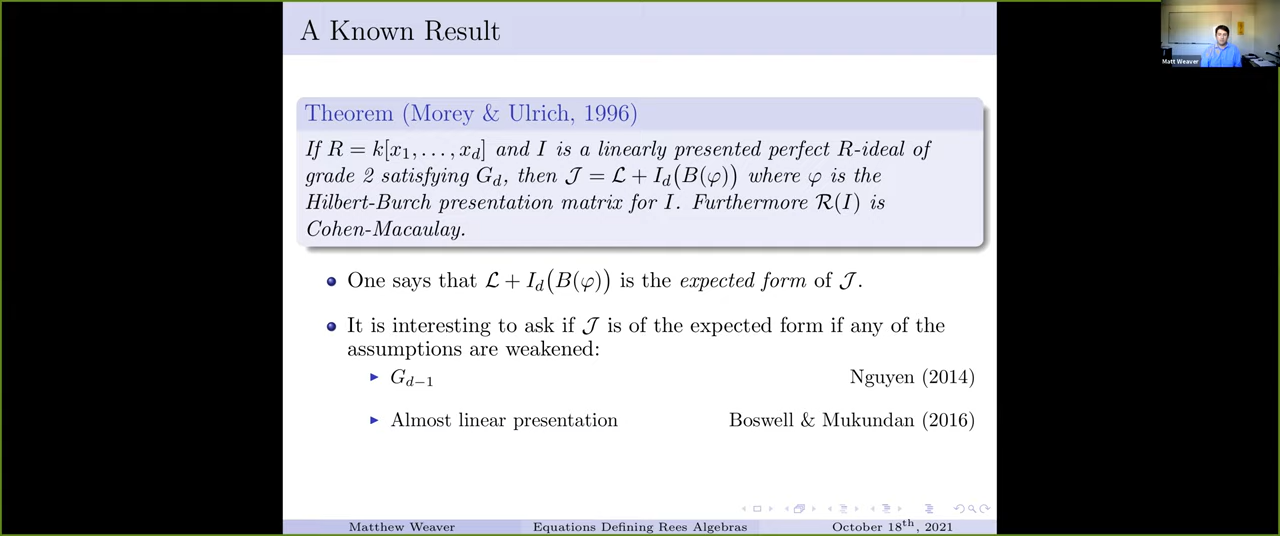 A Known Result
Matt Weaver
Theorem (Morey & Ulrich, 1996)
If R = k[x₁, . . . , x_d] and I is a linearly presented perfect R-ideal of
grade 2 satisfying G_d, then 𝒥 = ℒ + I_d(B(φ)) where φ is the
Hilbert-Burch presentation matrix for I. Furthermore ℛ(I) is
Cohen-Macaulay.
One says that ℒ + I_d(B(φ)) is the expected form of 𝒥.
It is interesting to ask if 𝒥 is of the expected form if any of the
assumptions are weakened:
G_{d−1} Nguyen (2014)
Almost linear presentation Boswell & Mukundan (2016)
Matthew Weaver Equations Defining Rees Algebras October 18th, 2021